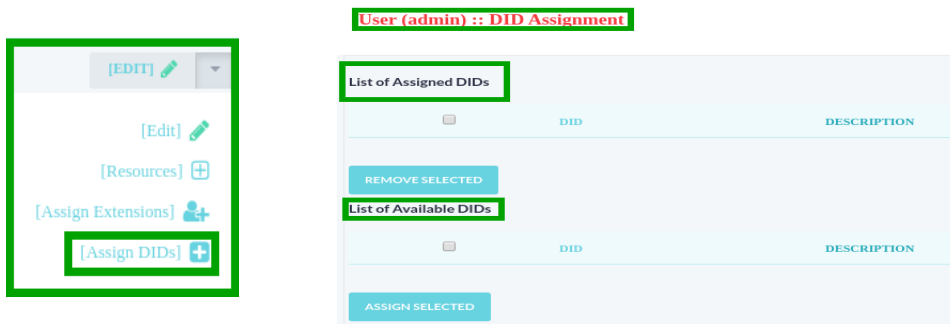 User (admin) :: DID Assignment
[EDIT]
[Edit]
[Resources]
[Assign Extensions]
[Assign DIDs]
List of Assigned DIDs
DID DESCRIPTION
REMOVE SELECTED
List of Available DIDs
DID DESCRIPTION
ASSIGN SELECTED